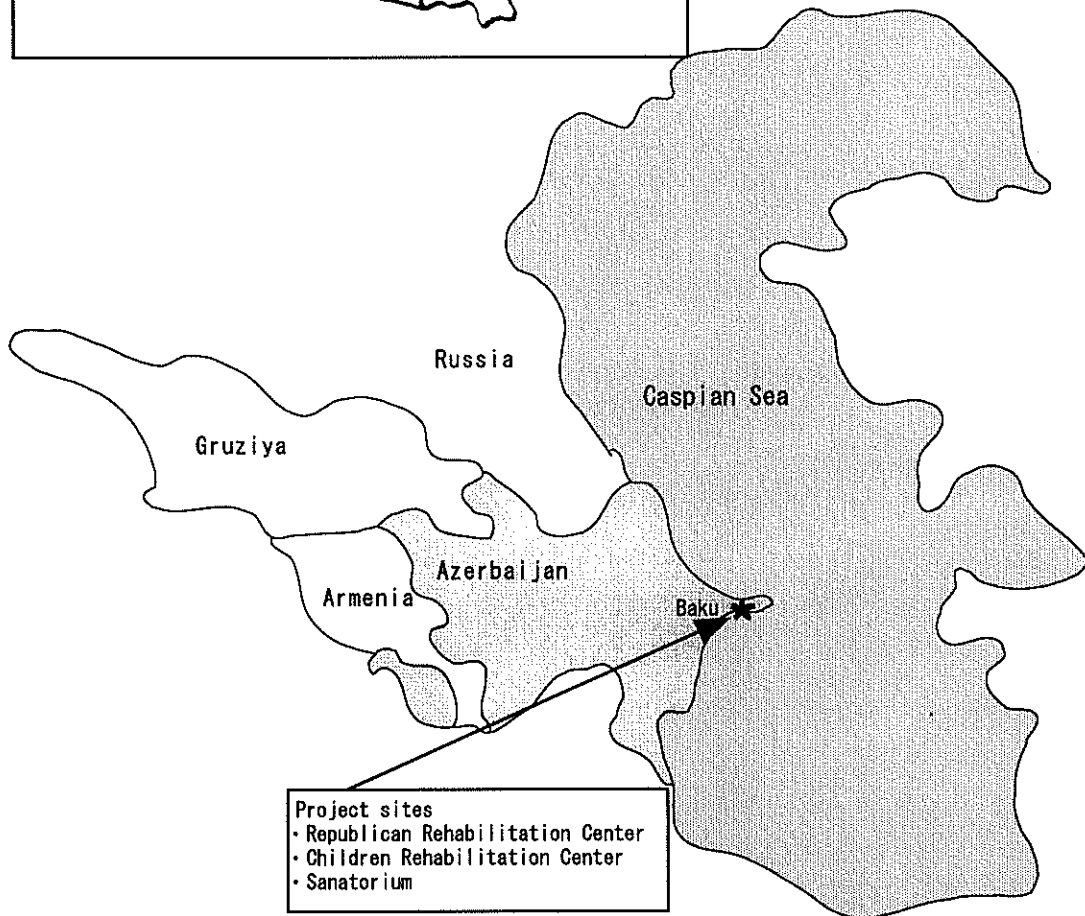 Russia
Caspian Sea
Gruziya
Azerbaijan
Armenia
Baku
Project sites
・Republican Rehabilitation Center
・Children Rehabilitation Center
・Sanatorium